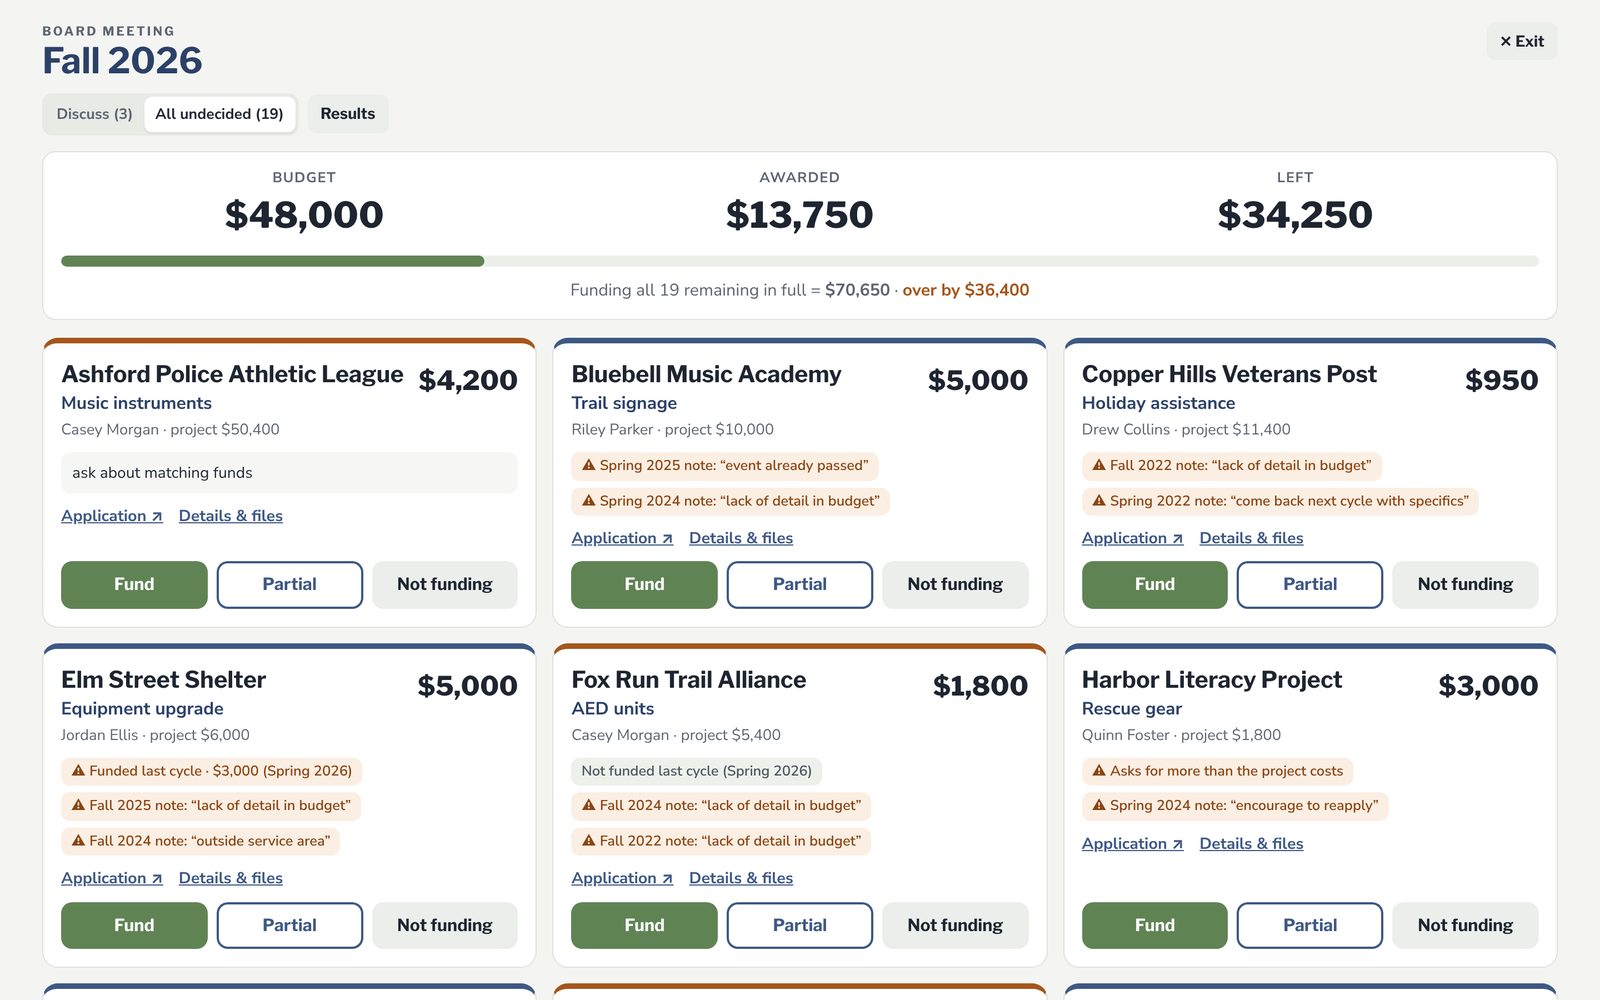 BOARD MEETING
Fall 2026
✕ Exit
Discuss (3)
All undecided (19)
Results
BUDGET
$48,000
AWARDED
$13,750
LEFT
$34,250
Funding all 19 remaining in full = $70,650 · over by $36,400
Ashford Police Athletic League
$4,200
Music instruments
Casey Morgan · project $50,400
ask about matching funds
Application ↗ Details & files
Fund
Partial
Not funding
Bluebell Music Academy
$5,000
Trail signage
Riley Parker · project $10,000
⚠ Spring 2025 note: “event already passed”
⚠ Spring 2024 note: “lack of detail in budget”
Application ↗ Details & files
Fund
Partial
Not funding
Copper Hills Veterans Post
$950
Holiday assistance
Drew Collins · project $11,400
⚠ Fall 2022 note: “lack of detail in budget”
⚠ Spring 2022 note: “come back next cycle with specifics”
Application ↗ Details & files
Fund
Partial
Not funding
Elm Street Shelter
$5,000
Equipment upgrade
Jordan Ellis · project $6,000
⚠ Funded last cycle · $3,000 (Spring 2026)
⚠ Fall 2025 note: “lack of detail in budget”
⚠ Fall 2024 note: “outside service area”
Application ↗ Details & files
Fund
Partial
Not funding
Fox Run Trail Alliance
$1,800
AED units
Casey Morgan · project $5,400
Not funded last cycle (Spring 2026)
⚠ Fall 2024 note: “lack of detail in budget”
⚠ Fall 2022 note: “lack of detail in budget”
Application ↗ Details & files
Fund
Partial
Not funding
Harbor Literacy Project
$3,000
Rescue gear
Quinn Foster · project $1,800
⚠ Asks for more than the project costs
⚠ Spring 2024 note: “encourage to reapply”
Application ↗ Details & files
Fund
Partial
Not funding